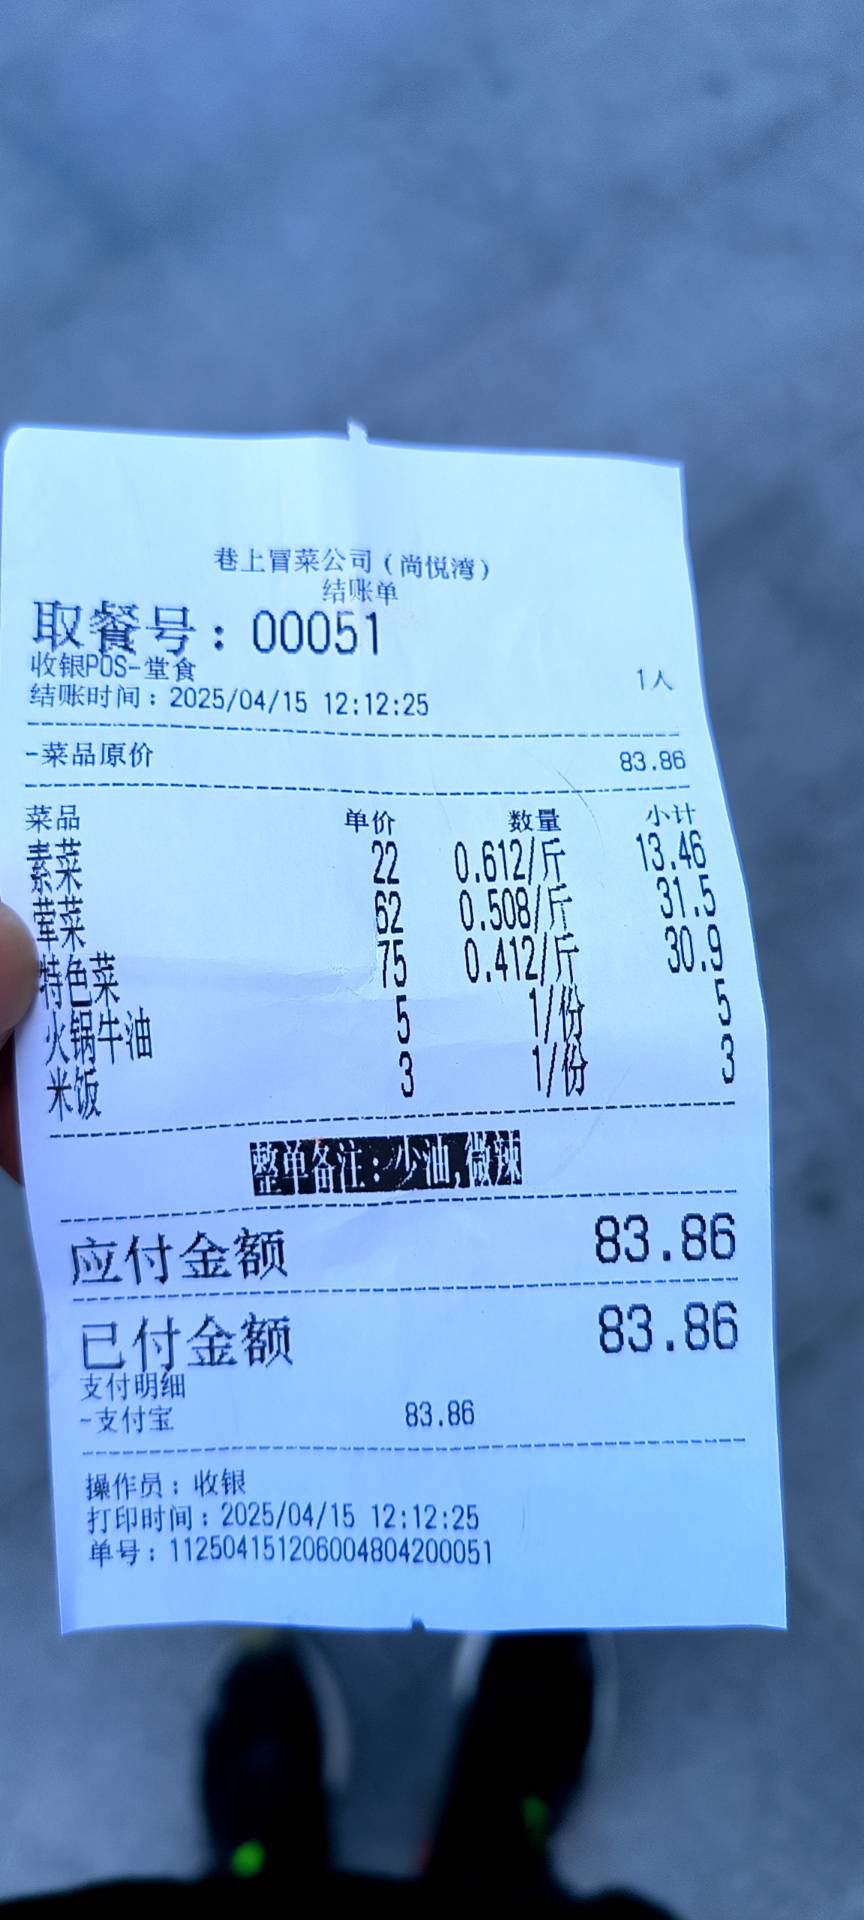 巷上冒菜公司(尚悦湾)
结账单
取餐号：00051
收银POS-堂食 1人
结账时间：2025/04/15 12:12:25
-菜品原价 83.86
菜品 单价 数量 小计
素菜 22 0.612/斤 13.46
荤菜 62 0.508/斤 31.5
特色菜 75 0.412/斤 30.9
火锅牛油 5 1/份 5
米饭 3 1/份 3
整单备注：少油,微辣
应付金额 83.86
已付金额 83.86
支付明细
-支付宝 83.86
操作员：收银
打印时间：2025/04/15 12:12:25
单号：112504151206004804200051